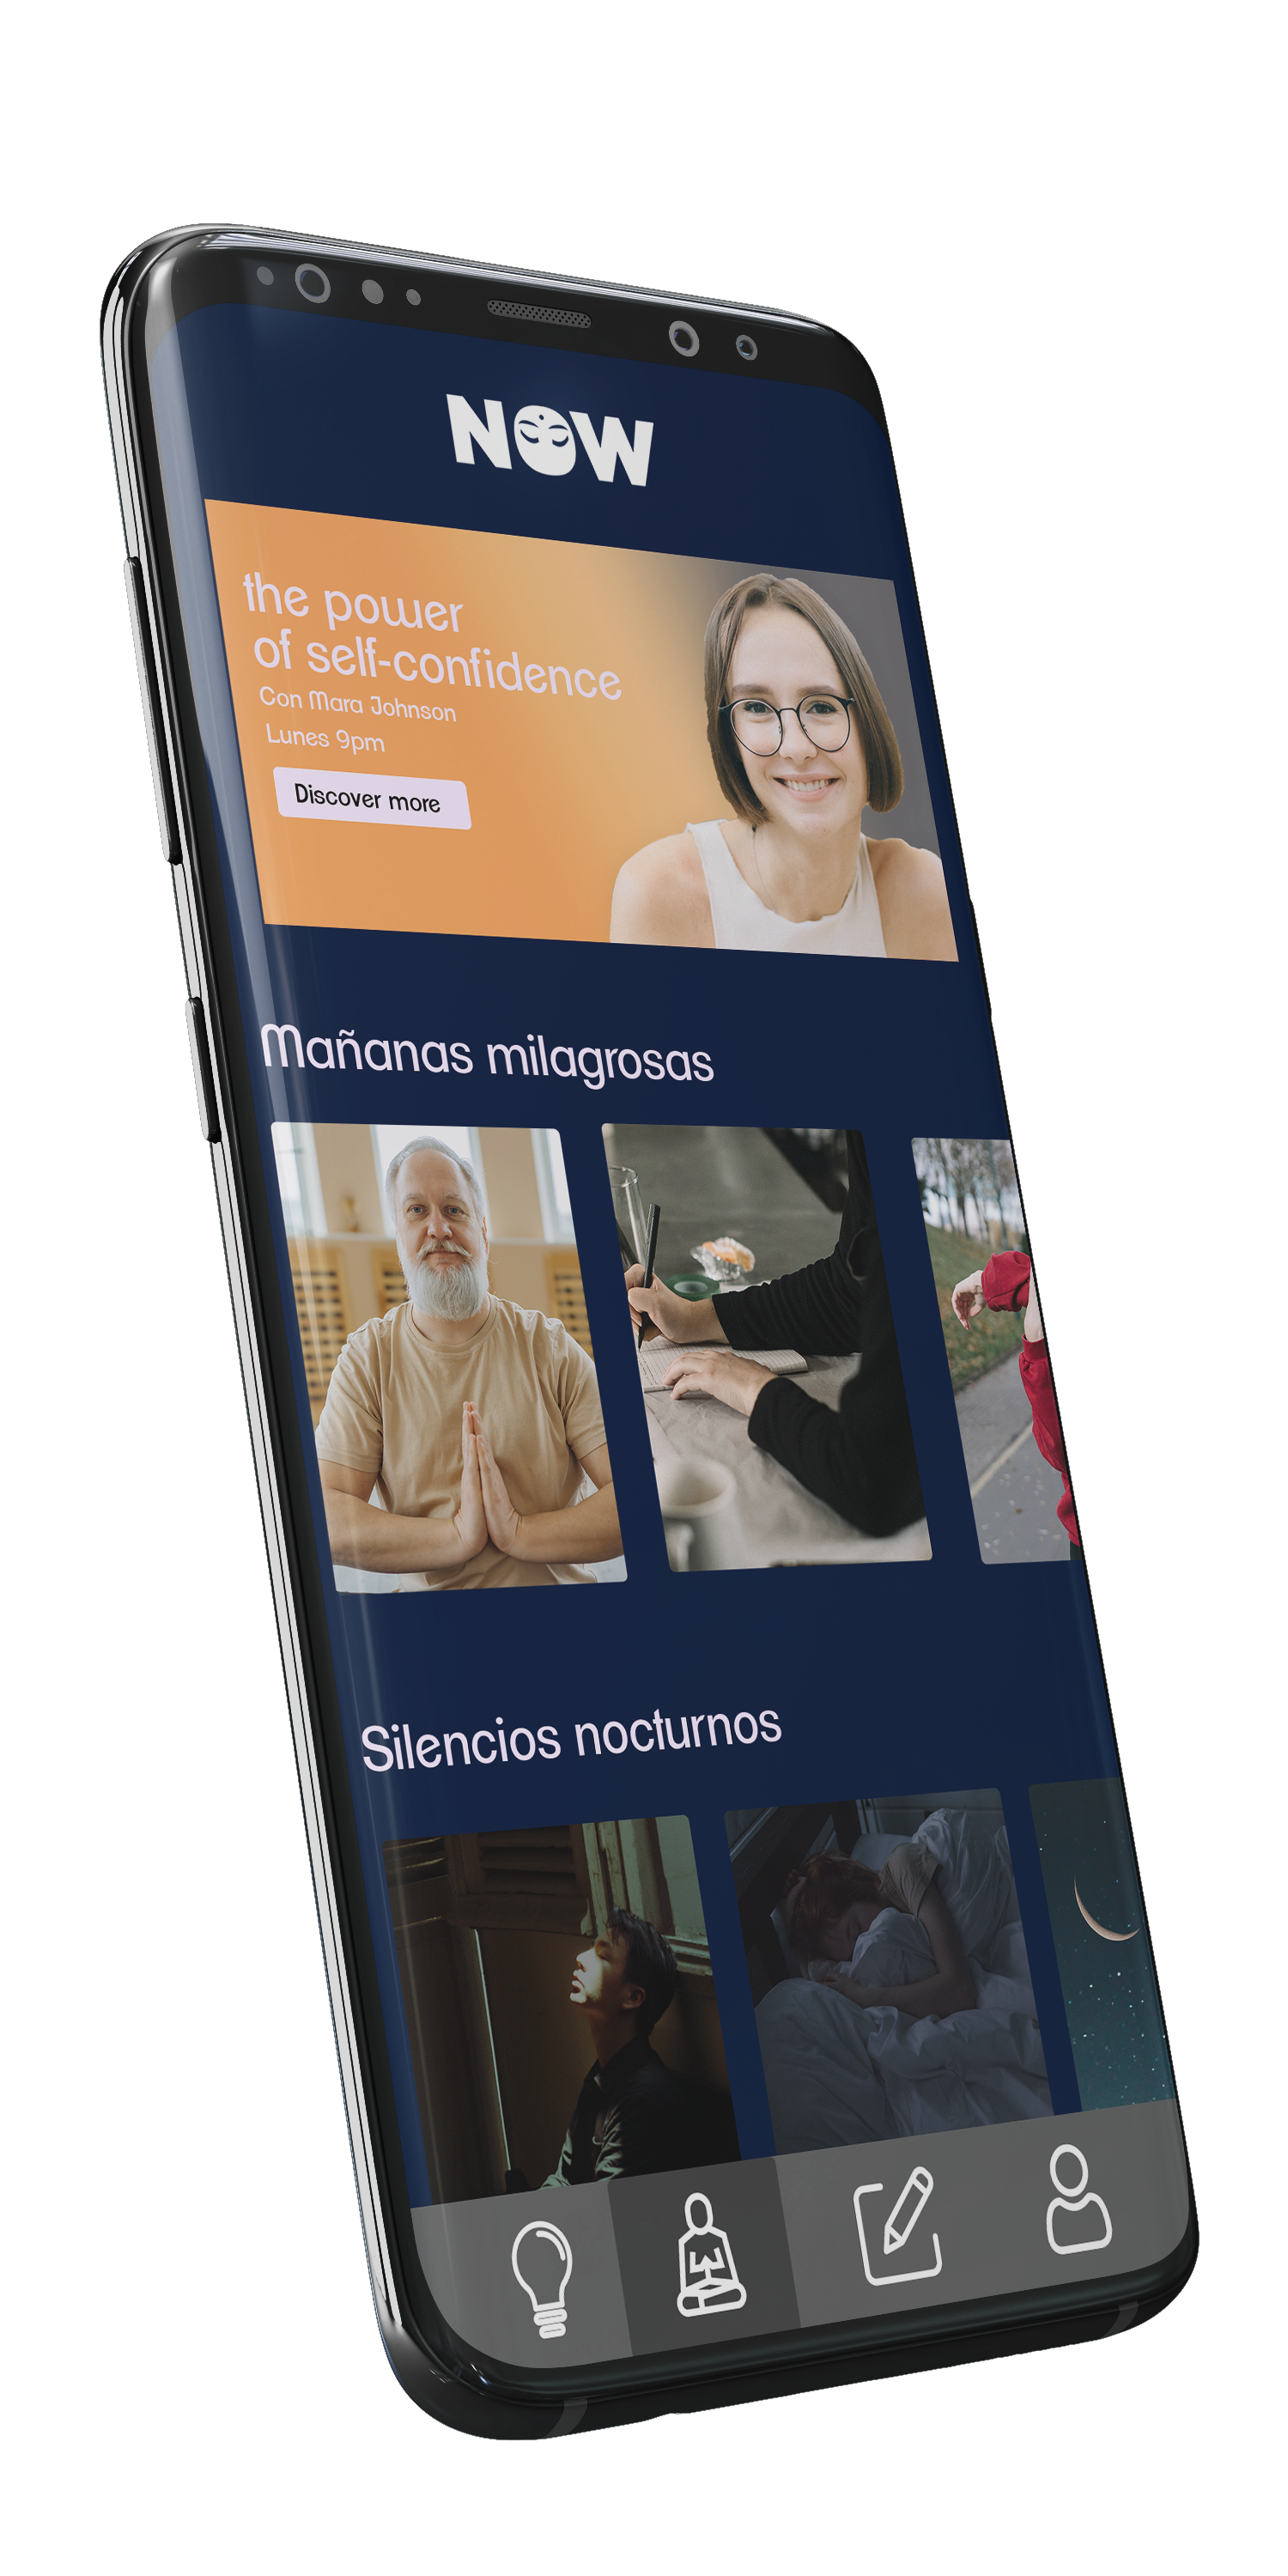 NOW
the power
of self-confidence
Con Mara Johnson
Lunes 9pm
Discover more
Mañanas milagrosas
Silencios nocturnos